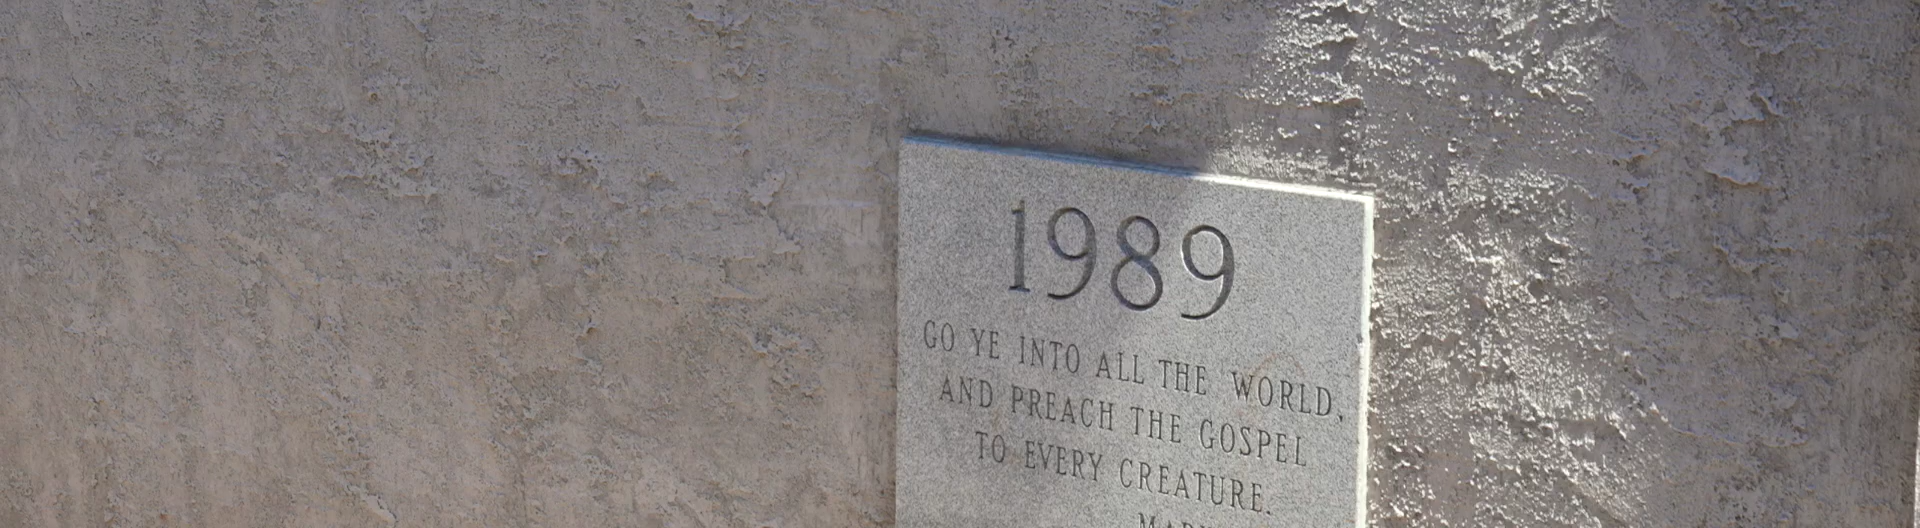 1989
GO YE INTO ALL THE WORLD,
AND PREACH THE GOSPEL
TO EVERY CREATURE.